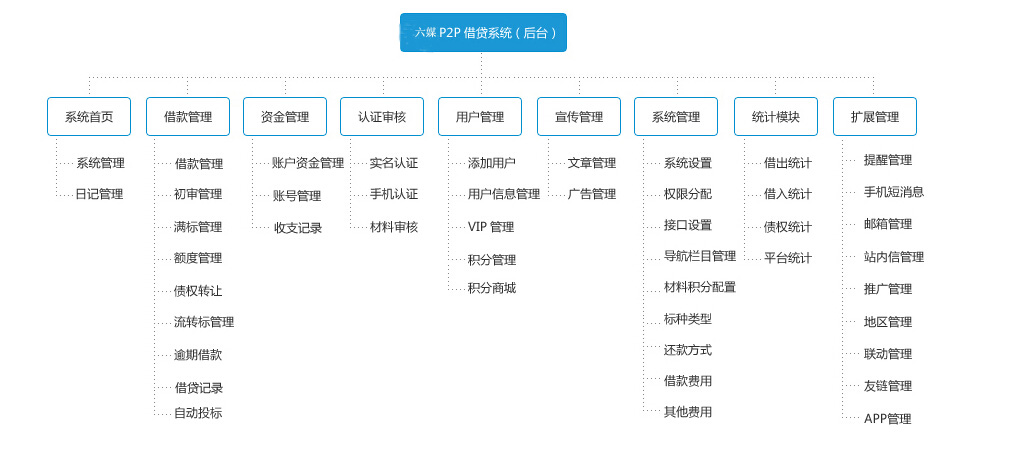 六媒 P2P 借贷系统（后台）
系统首页
系统管理
日记管理
借款管理
借款管理
初审管理
满标管理
额度管理
债权转让
流转标管理
逾期借款
借贷记录
自动投标
资金管理
账户资金管理
账号管理
收支记录
认证审核
实名认证
手机认证
材料审核
用户管理
添加用户
用户信息管理
VIP 管理
积分管理
积分商城
宣传管理
文章管理
广告管理
系统管理
系统设置
权限分配
接口设置
导航栏目管理
材料积分配置
标种类型
还款方式
借款费用
其他费用
统计模块
借出统计
借入统计
债权统计
平台统计
扩展管理
提醒管理
手机短消息
邮箱管理
站内信管理
推广管理
地区管理
联动管理
友链管理
APP管理